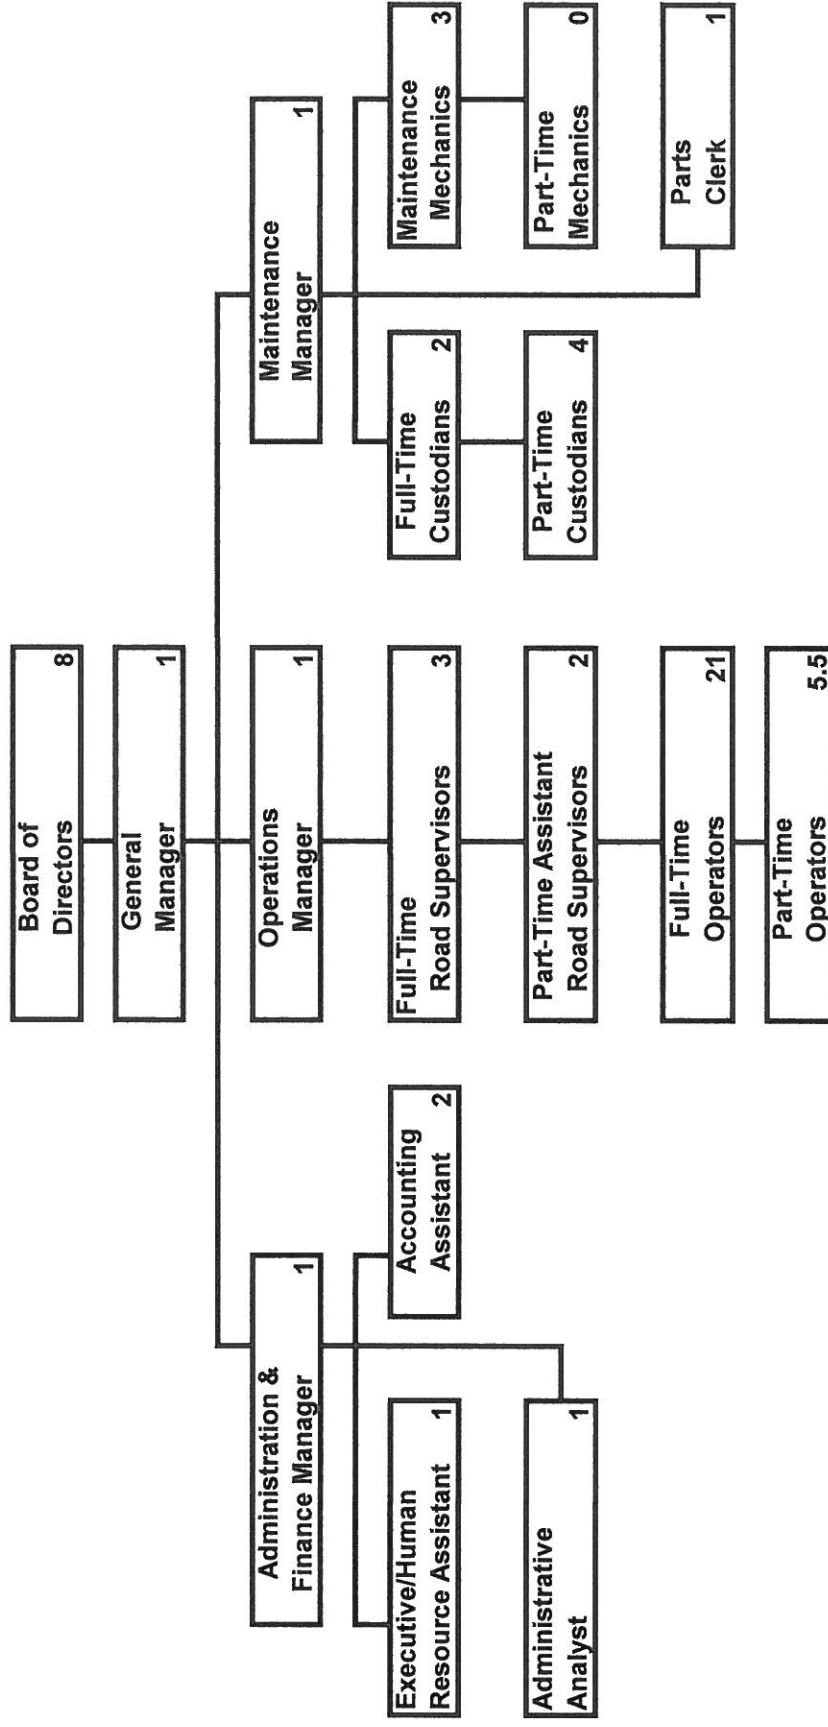 Board of
Directors
8
General
Manager
1
Administration &
Finance Manager
1
Operations
Manager
1
Maintenance
Manager
1
Executive/Human
Resource Assistant
1
Accounting
Assistant
2
Full-Time
Road Supervisors
3
Full-Time
Custodians
2
Maintenance
Mechanics
3
Administrative
Analyst
1
Part-Time Assistant
Road Supervisors
2
Part-Time
Custodians
4
Part-Time
Mechanics
0
Full-Time
Operators
21
Parts
Clerk
1
Part-Time
Operators
5.5